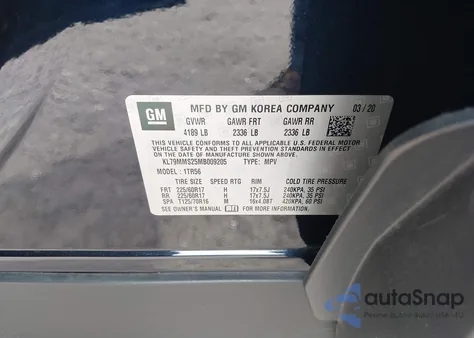 GM
MFD BY GM KOREA COMPANY 03/20
GVWR GAWR FRT GAWR RR
4189 LB 2336 LB 2336 LB
THIS VEHICLE CONFORMS TO ALL APPLICABLE U.S. FEDERAL MOTOR
VEHICLE SAFETY, BUMPER, AND THEFT PREVENTION STANDARDS IN
EFFECT ON THE DATE OF MANUFACTURE SHOWN ABOVE.
KL79MMS25MB009205 TYPE: MPV
MODEL: 1TR56
TIRE SIZE SPEED RTG RIM COLD TIRE PRESSURE
FRT 225/60R17 H 17x7.5J 240KPA, 35 PSI
RR 225/60R17 H 17x7.5J 240KPA, 35 PSI
SPA T125/70R16 M 16x4.0BT 420KPA, 60 PSI
SEE OWNER'S MANUAL FOR ADDITIONAL INFORMATION.
autoSnap